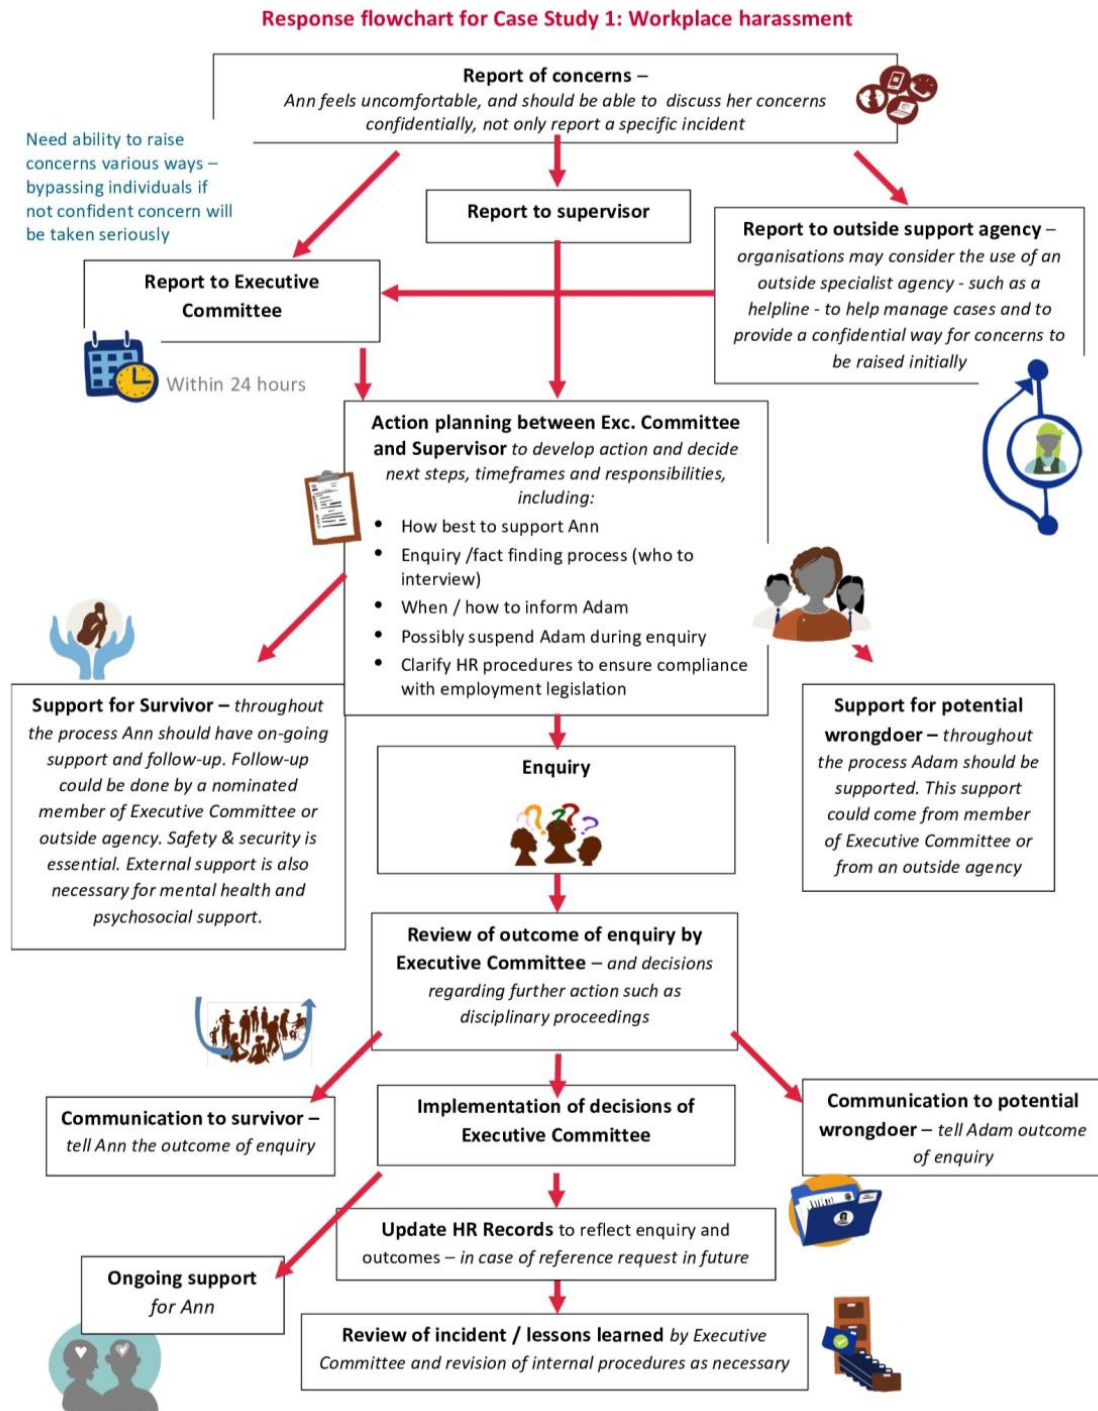 Response flowchart for Case Study 1: Workplace harassment
Report of concerns –
Ann feels uncomfortable, and should be able to discuss her concerns
confidentially, not only report a specific incident
Need ability to raise
concerns various ways –
bypassing individuals if
not confident concern will
be taken seriously
Report to supervisor
Report to outside support agency –
organisations may consider the use of an
outside specialist agency - such as a
helpline - to help manage cases and to
provide a confidential way for concerns to
be raised initially
Report to Executive
Committee
Within 24 hours
Action planning between Exc. Committee
and Supervisor to develop action and decide
next steps, timeframes and responsibilities,
including:
• How best to support Ann
• Enquiry /fact finding process (who to
interview)
• When / how to inform Adam
• Possibly suspend Adam during enquiry
• Clarify HR procedures to ensure compliance
with employment legislation
Support for Survivor – throughout
the process Ann should have on-going
support and follow-up. Follow-up
could be done by a nominated
member of Executive Committee or
outside agency. Safety & security is
essential. External support is also
necessary for mental health and
psychosocial support.
Support for potential
wrongdoer – throughout
the process Adam should be
supported. This support
could come from member
of Executive Committee or
from an outside agency
Enquiry
Review of outcome of enquiry by
Executive Committee – and decisions
regarding further action such as
disciplinary proceedings
Communication to survivor –
tell Ann the outcome of enquiry
Implementation of decisions of
Executive Committee
Communication to potential
wrongdoer – tell Adam outcome
of enquiry
Update HR Records to reflect enquiry and
outcomes – in case of reference request in future
Ongoing support
for Ann
Review of incident / lessons learned by Executive
Committee and revision of internal procedures as necessary